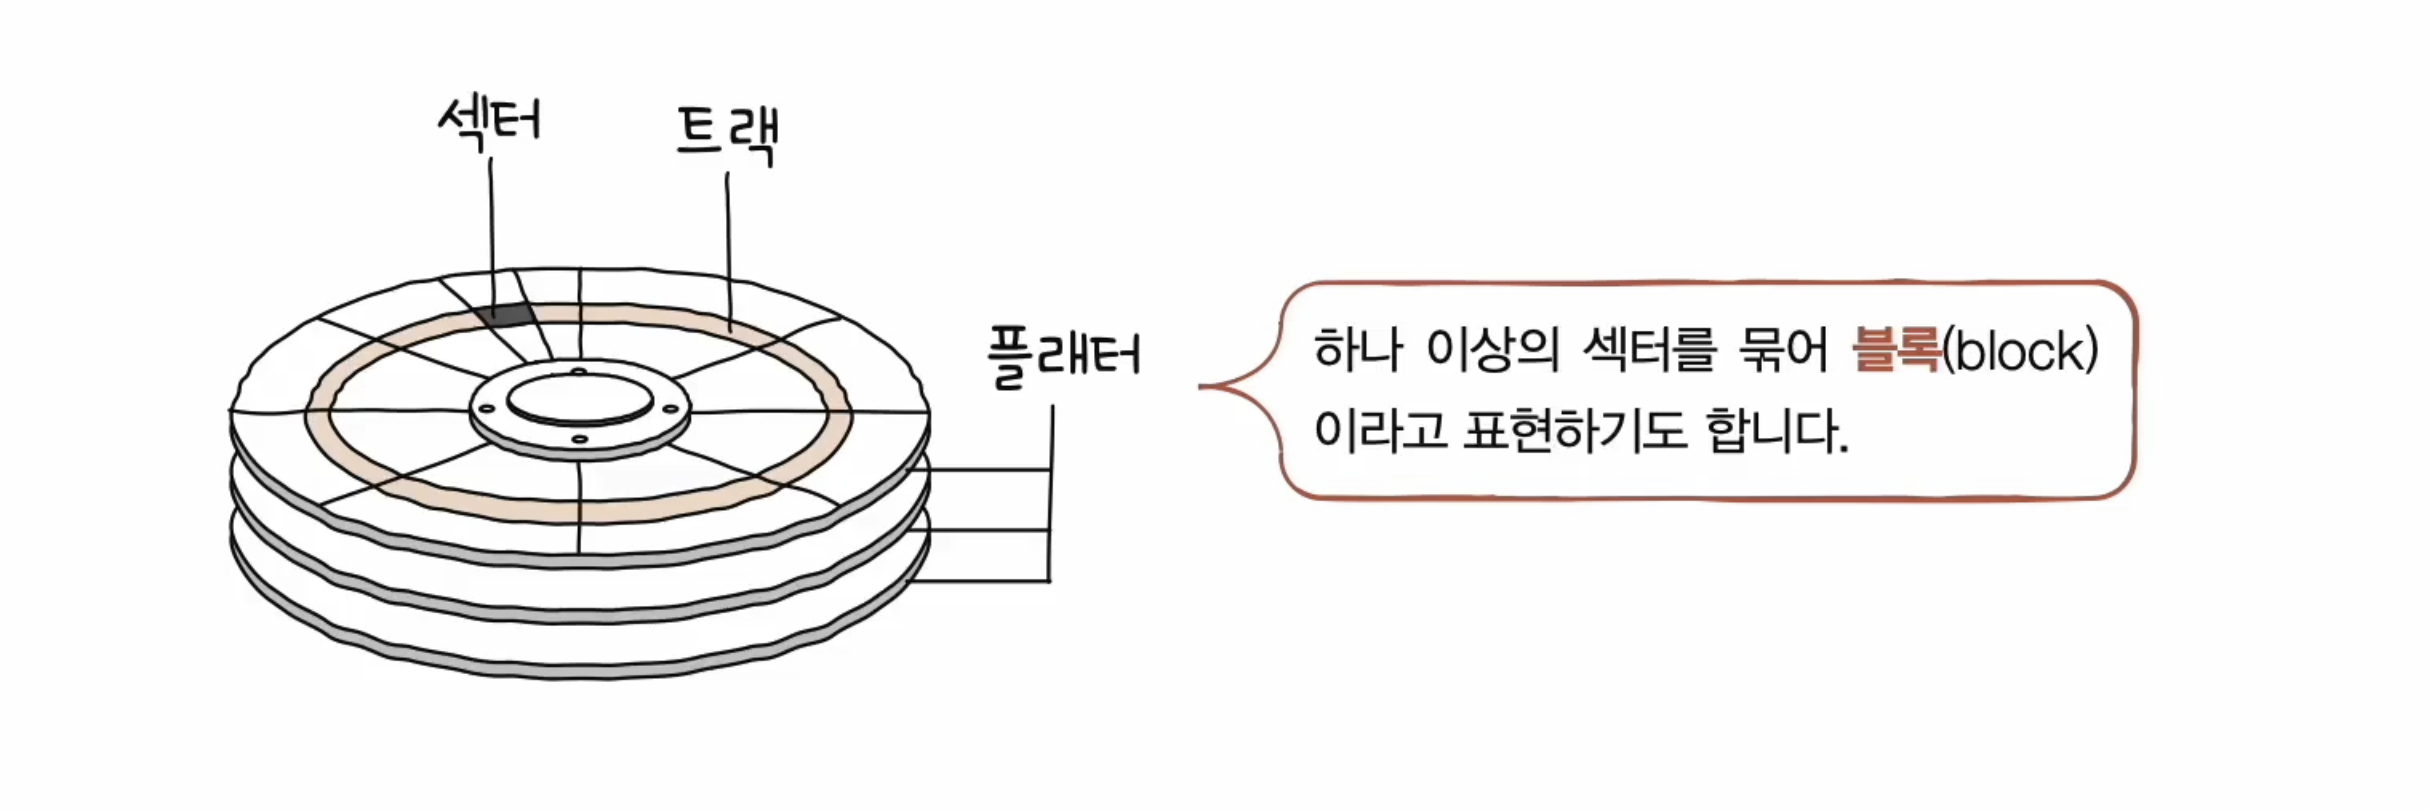 섹터
트랙
플래터
하나 이상의 섹터를 묶어 블록(block)
이라고 표현하기도 합니다.